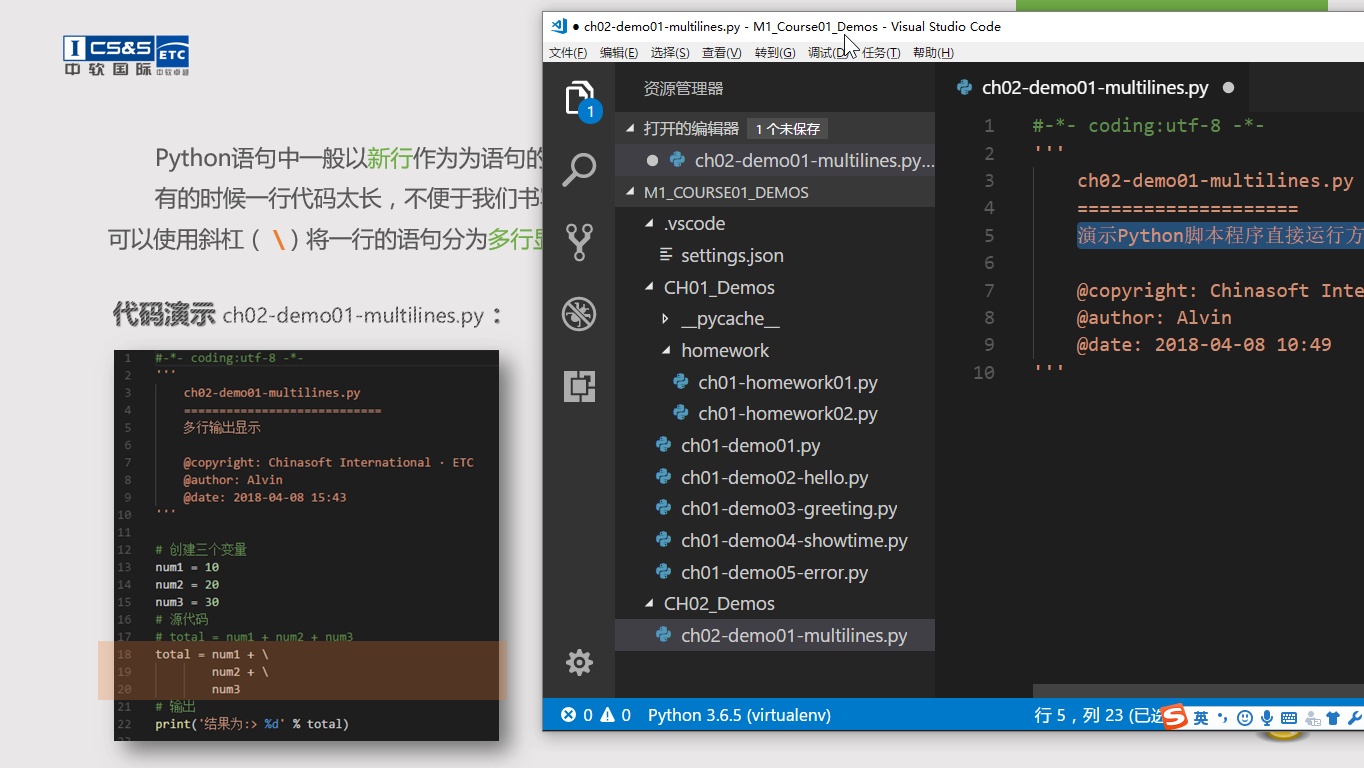 CS&S ETC
中软国际 中软卓越
Python语句中一般以新行作为为语句的
有的时候一行代码太长，不便于我们书
可以使用斜杠（ \ ）将一行的语句分为多行显
代码演示 ch02-demo01-multilines.py：
1 #-*- coding:utf-8 -*-
2 '''
3 ch02-demo01-multilines.py
4 ============================
5 多行输出显示
6
7 @copyright: Chinasoft International · ETC
8 @author: Alvin
9 @date: 2018-04-08 15:43
10 '''
11
12 # 创建三个变量
13 num1 = 10
14 num2 = 20
15 num3 = 30
16 # 源代码
17 # total = num1 + num2 + num3
18 total = num1 + \
19 num2 + \
20 num3
21 # 输出
22 print('结果为:> %d' % total)
● ch02-demo01-multilines.py - M1_Course01_Demos - Visual Studio Code
文件(F) 编辑(E) 选择(S) 查看(V) 转到(G) 调试(D) 任务(T) 帮助(H)
1
资源管理器
打开的编辑器 1 个未保存
ch02-demo01-multilines.py...
M1_COURSE01_DEMOS
.vscode
settings.json
CH01_Demos
__pycache__
homework
ch01-homework01.py
ch01-homework02.py
ch01-demo01.py
ch01-demo02-hello.py
ch01-demo03-greeting.py
ch01-demo04-showtime.py
ch01-demo05-error.py
CH02_Demos
ch02-demo01-multilines.py
ch02-demo01-multilines.py ●
1 #-*- coding:utf-8 -*-
2 '''
3 ch02-demo01-multilines.py
4 ====================
5 演示Python脚本程序直接运行方
6
7 @copyright: Chinasoft Inte
8 @author: Alvin
9 @date: 2018-04-08 10:49
10 '''
0 0 Python 3.6.5 (virtualenv)
行 5，列 23 (已选
S 英